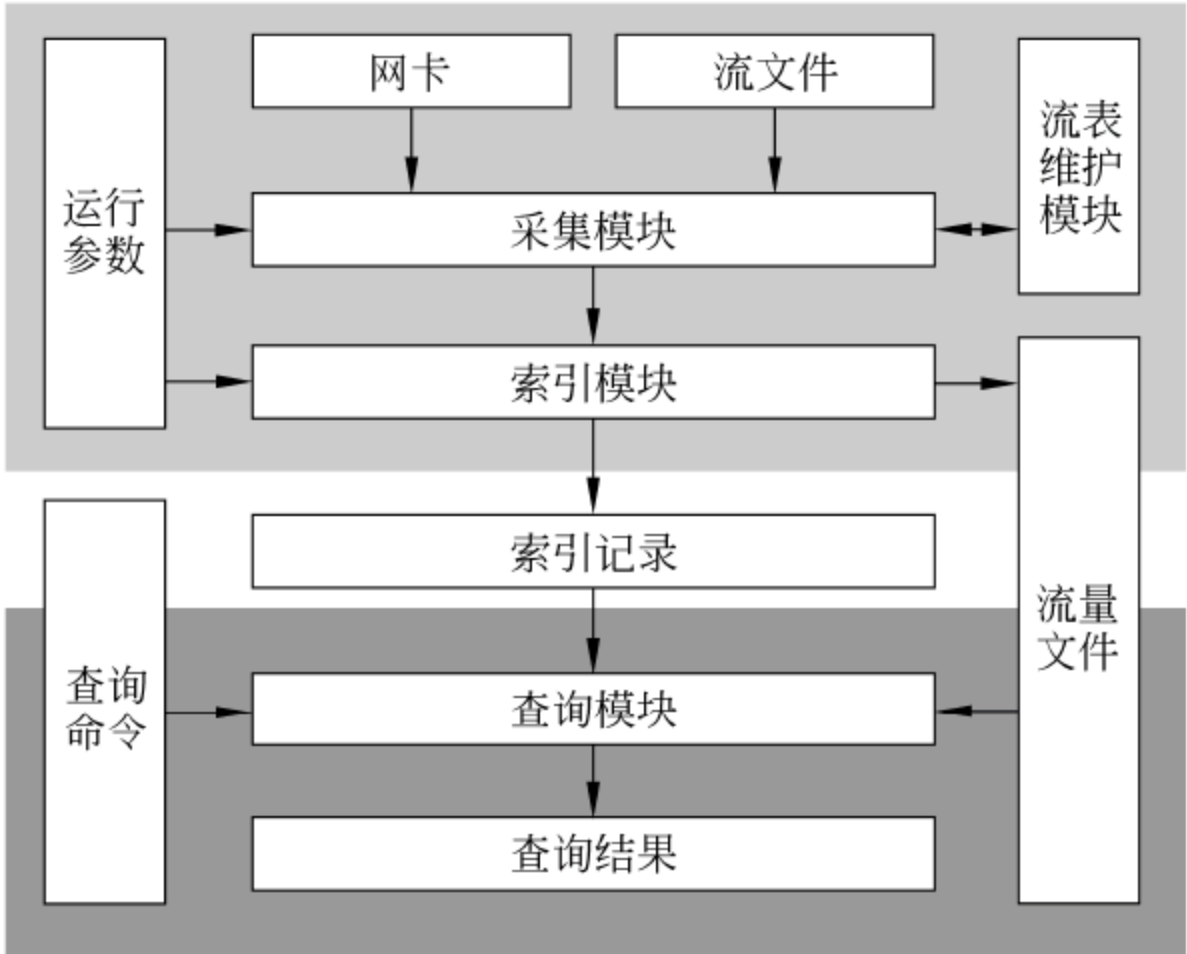 网卡
流文件
运行
参数
流表
维护
模块
采集模块
索引模块
索引记录
流量
文件
查询
命令
查询模块
查询结果